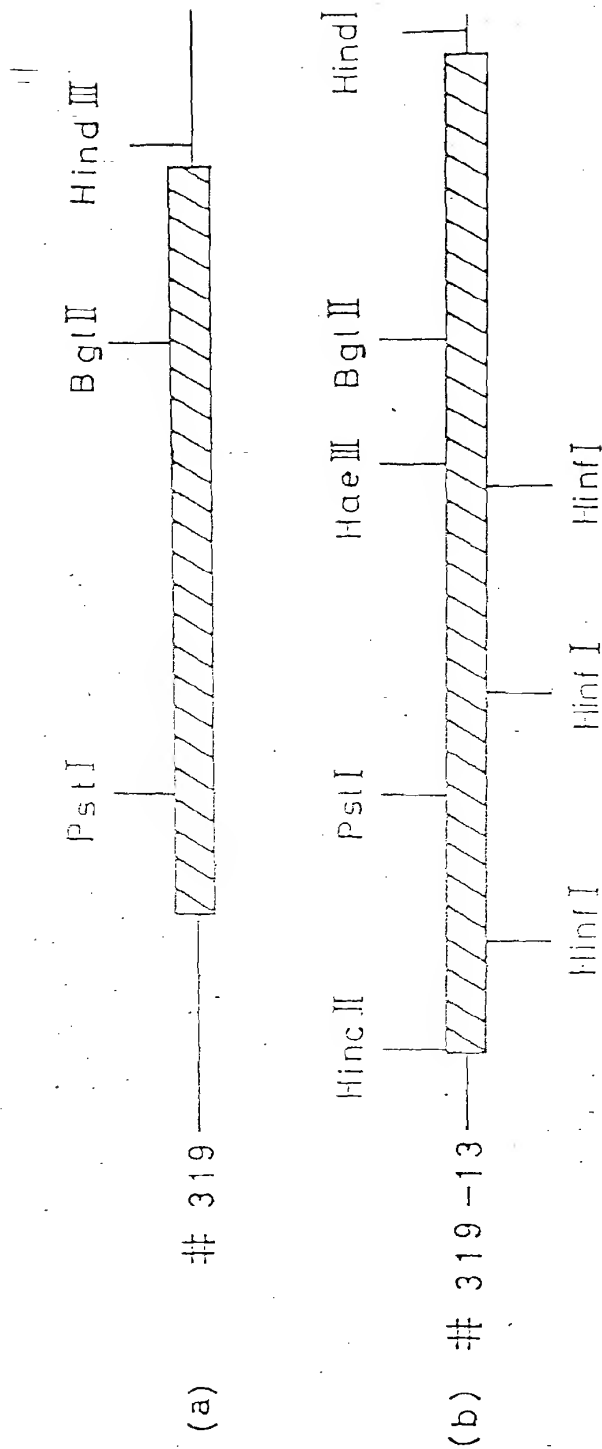 (a) # 319
Pst I
Bgl II
Hind III
(b) # 319-13
Hinc II
Pst I
Hae III
Bgl II
Hind I
Hinf I
Hinf I
Hinf I